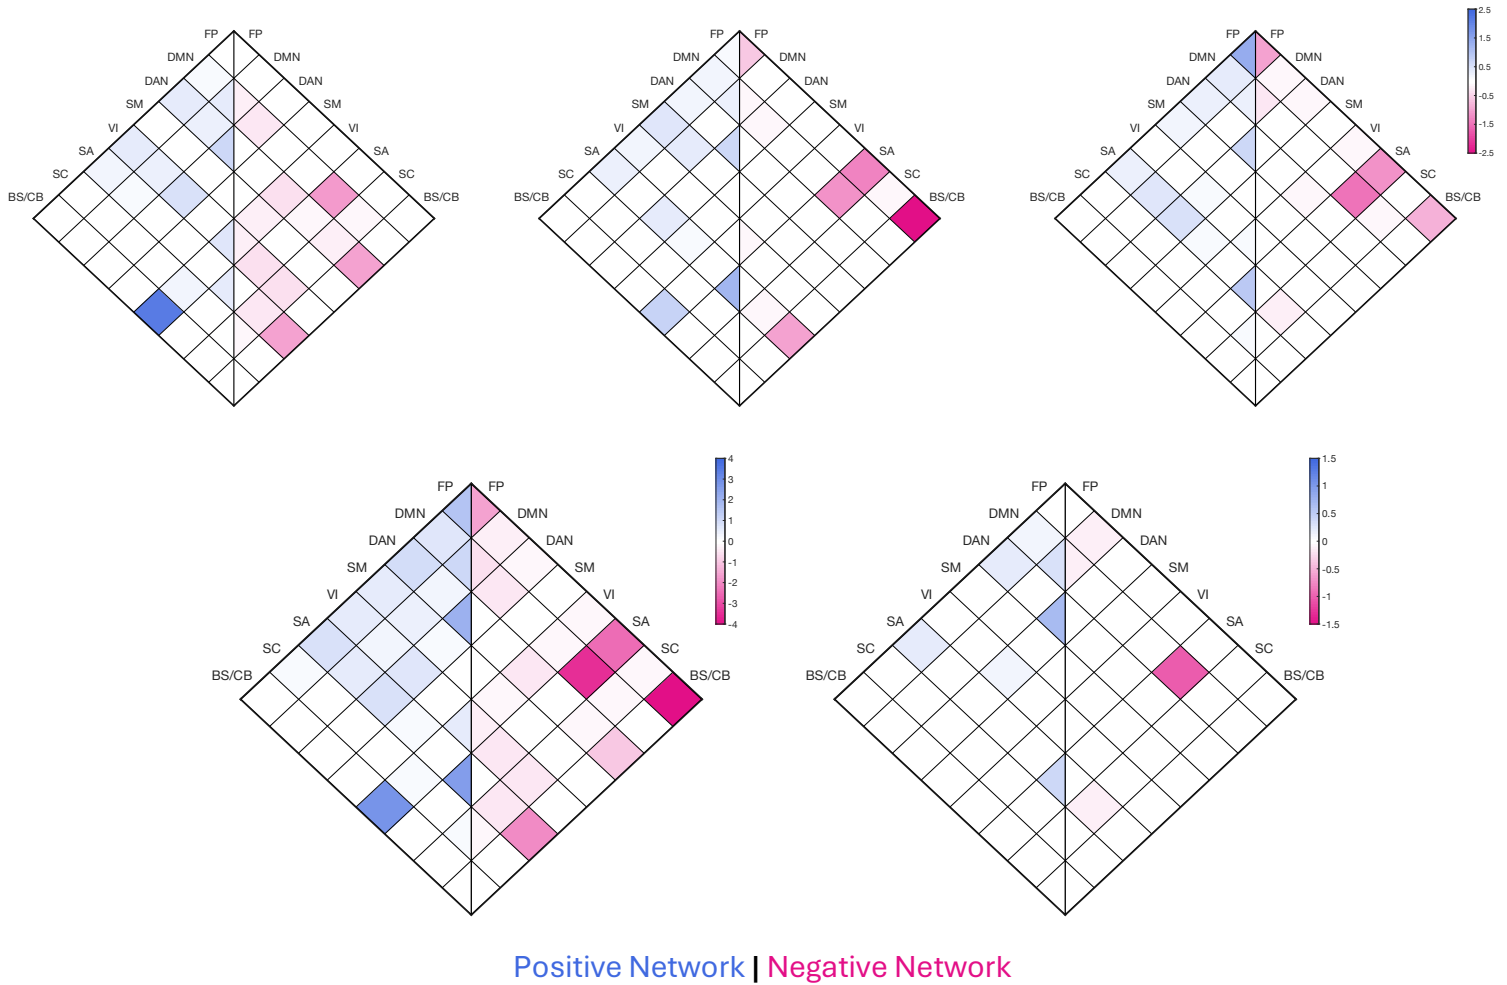 FP FP FP FP FP FP 2.5
DMN DMN DMN DMN DMN DMN 1.5
DAN DAN DAN DAN DAN DAN 0.5
SM SM SM SM SM SM -0.5
VI VI VI VI VI VI -1.5
SA SA SA SA SA SA -2.5
SC SC SC SC SC SC
BS/CB BS/CB BS/CB BS/CB BS/CB BS/CB
FP FP 4 FP FP 1.5
DMN DMN 3 DMN DMN 1
DAN DAN 2 DAN DAN 0.5
SM SM 1 SM SM 0
VI VI 0 VI VI -0.5
SA SA -1 SA SA -1
SC SC -2 SC SC -1.5
BS/CB BS/CB -3 BS/CB BS/CB
-4
Positive Network | Negative Network